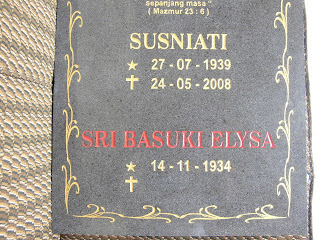 sepanjang masa "
( Mazmur 23 : 6 )
SUSNIATI
★ 27 - 07 - 1939
✝ 24 - 05 - 2008
SRI BASUKI ELYSA
★ 14 - 11 - 1934
✝